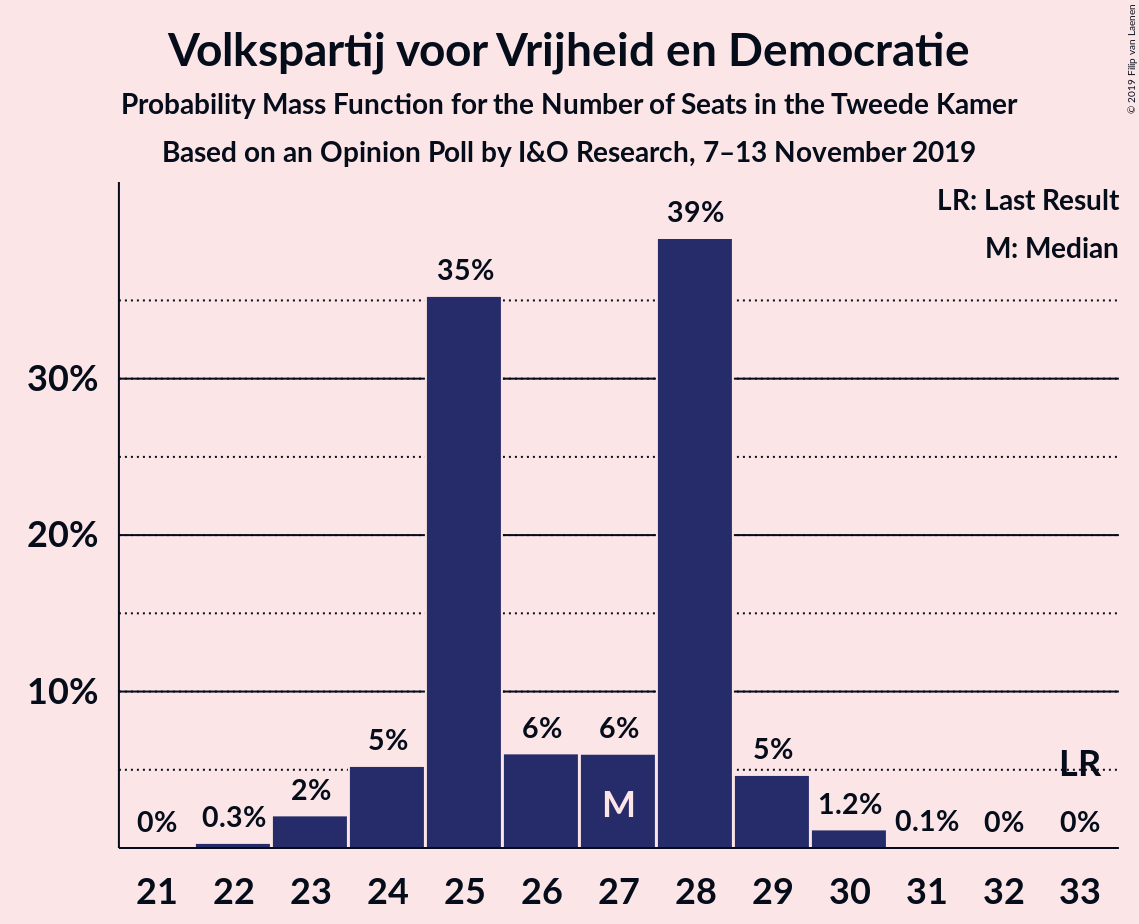 Volkspartij voor Vrijheid en Democratie
Probability Mass Function for the Number of Seats in the Tweede Kamer
Based on an Opinion Poll by I&O Research, 7–13 November 2019
© 2019 Filip van Laenen
LR: Last Result
M: Median
30%
20%
10%
0%
0.3%
2%
5%
35%
6%
6%
39%
5%
1.2%
0.1%
0%
0%
M
LR
21 22 23 24 25 26 27 28 29 30 31 32 33